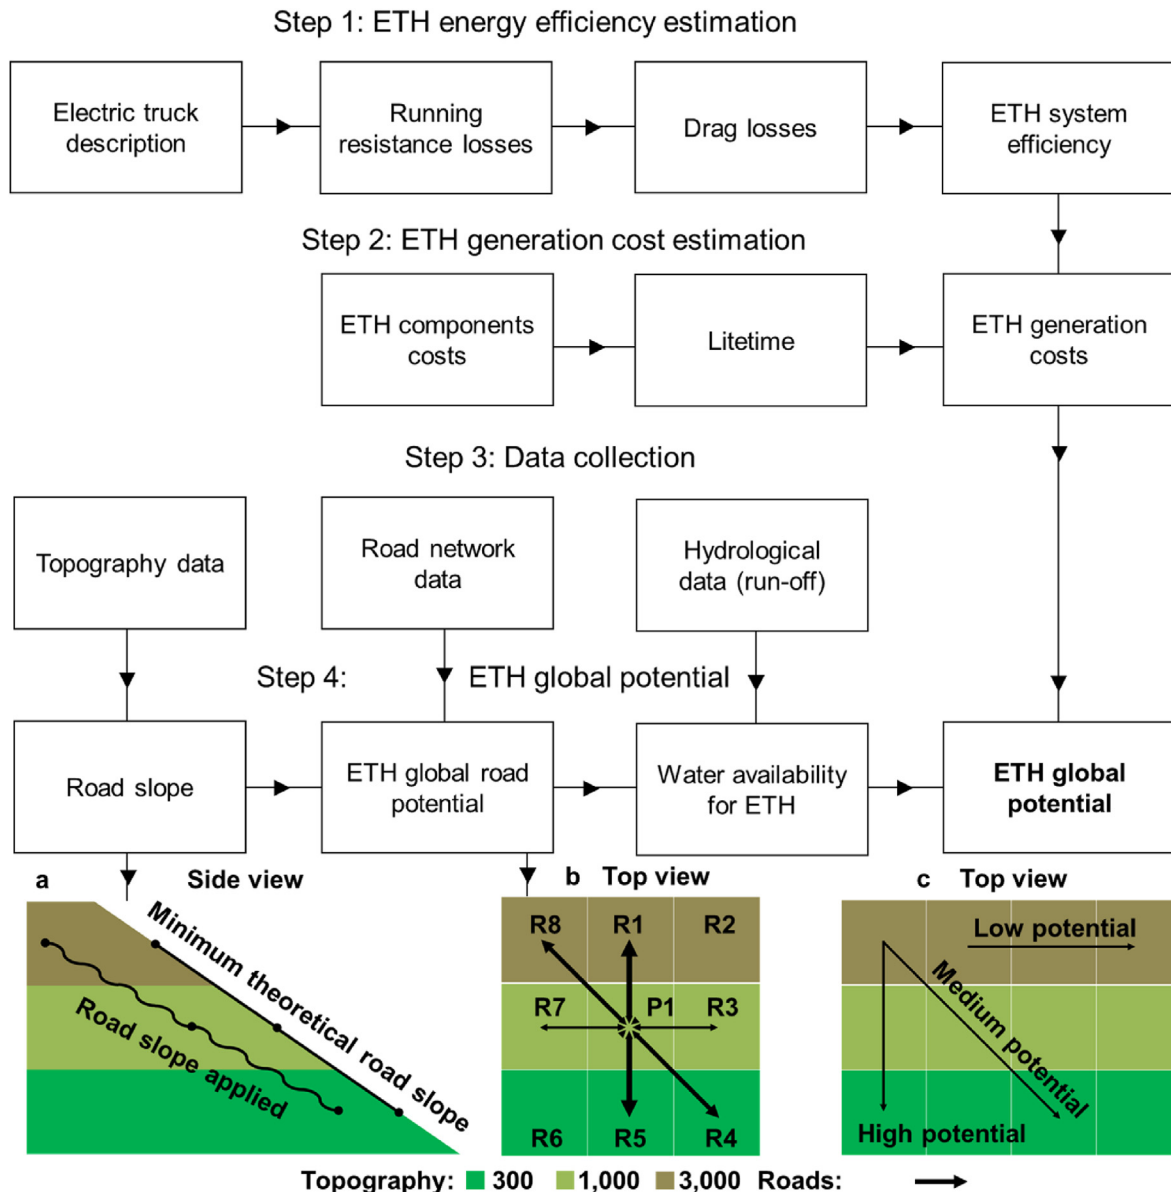 Step 1: ETH energy efficiency estimation
Electric truck
description
Running
resistance losses
Drag losses
ETH system
efficiency
Step 2: ETH generation cost estimation
ETH components
costs
Litetime
ETH generation
costs
Step 3: Data collection
Topography data
Road network
data
Hydrological
data (run-off)
Step 4: ETH global potential
Road slope
ETH global road
potential
Water availability
for ETH
ETH global
potential
a Side view
Minimum theoretical road slope
Road slope applied
b Top view
R8 R1 R2
R7 P1 R3
R6 R5 R4
c Top view
Low potential
Medium potential
High potential
Topography: 300 1,000 3,000 Roads: